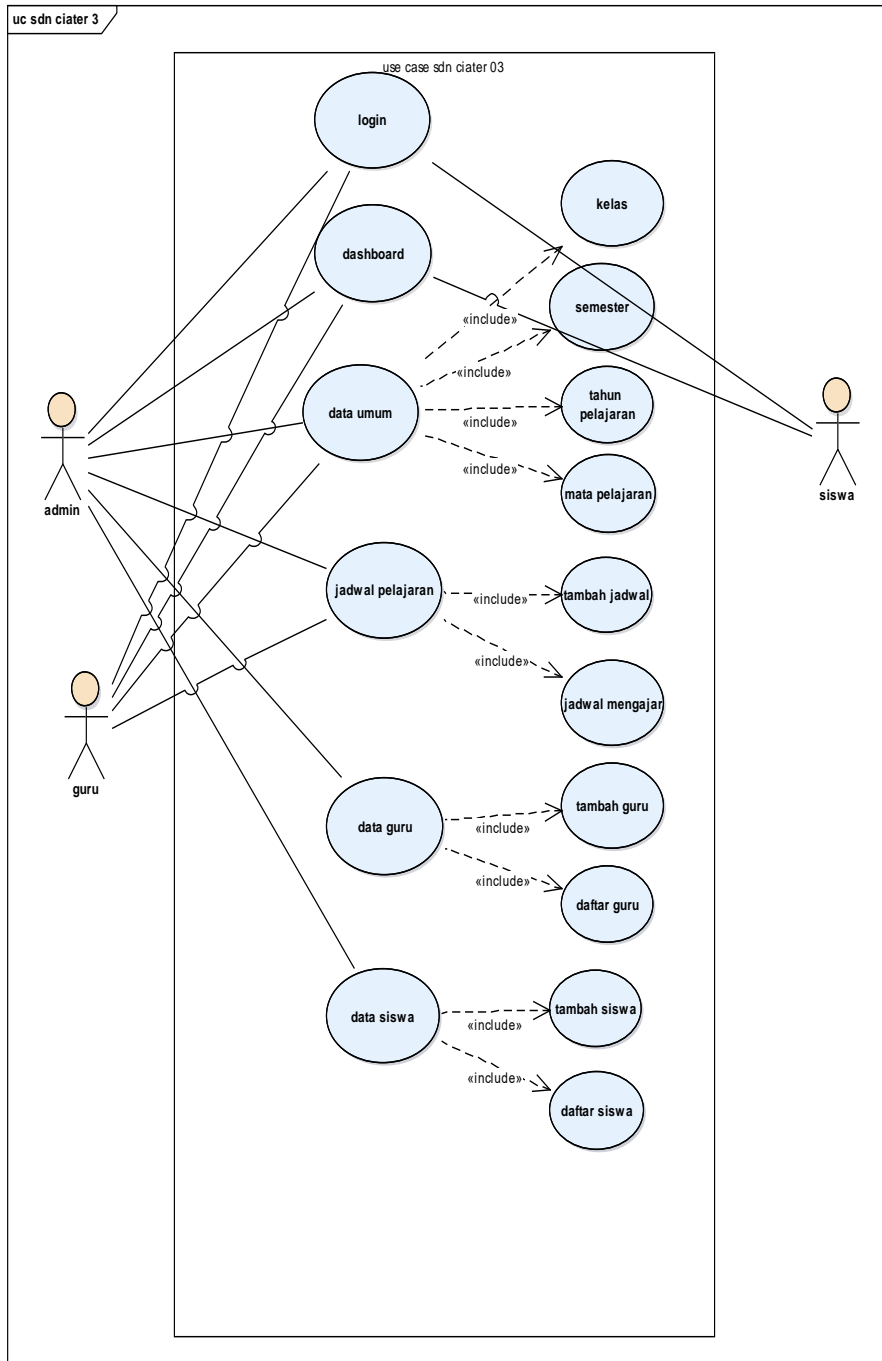 uc sdn ciater 3
use case sdn ciater 03
login
kelas
dashboard
semester
«include»
«include»
tahun
pelajaran
data umum
«include»
«include»
mata pelajaran
admin
siswa
jadwal pelajaran
«include»
tambah jadwal
«include»
jadwal mengajar
guru
data guru
«include»
tambah guru
«include»
daftar guru
data siswa
«include»
tambah siswa
«include»
daftar siswa